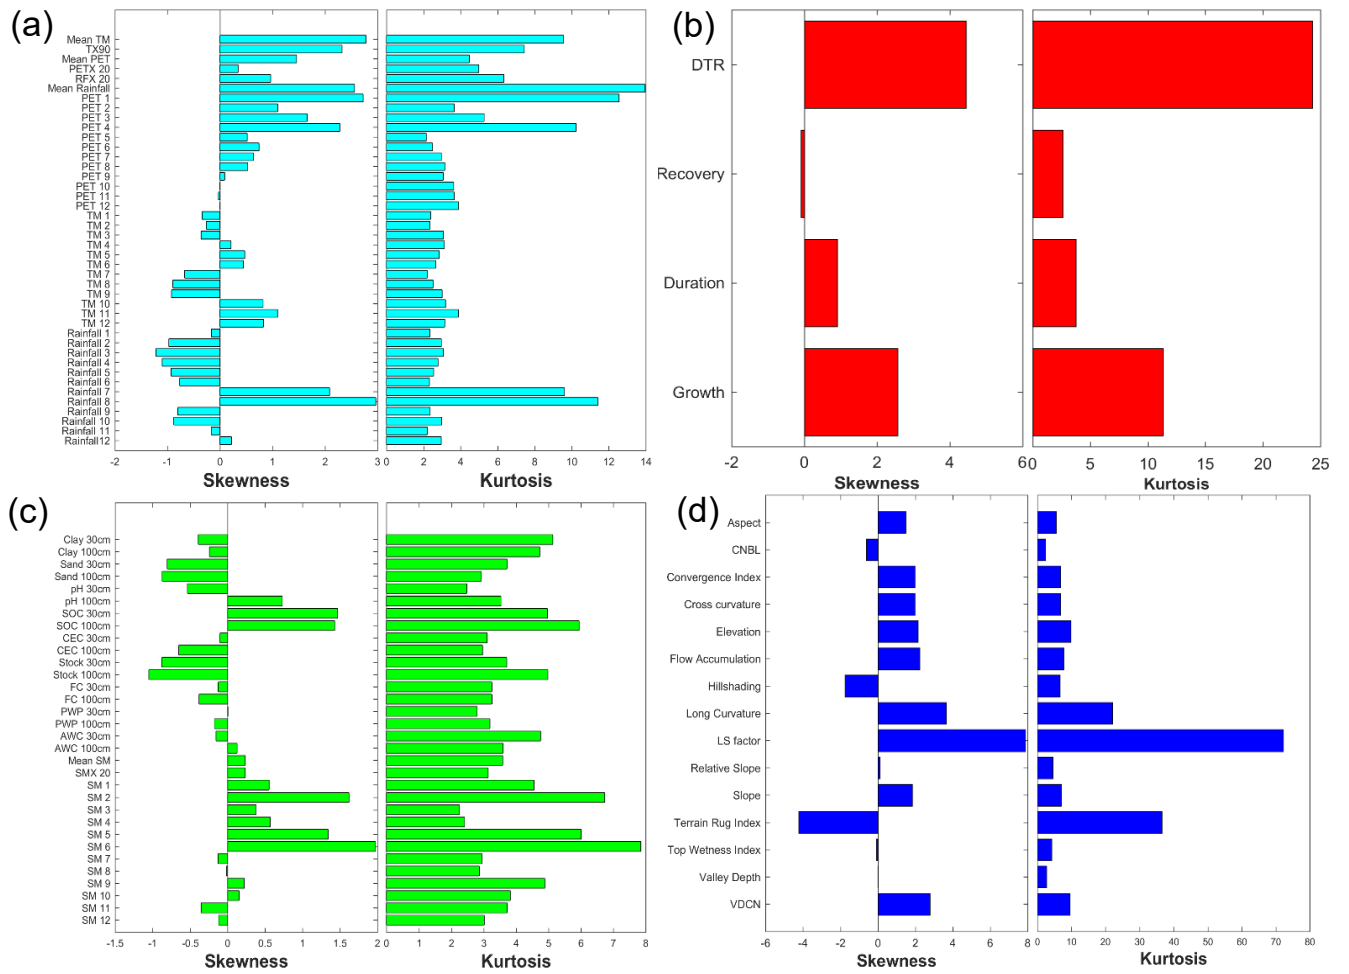 (a)
Mean TM
TX90
Mean PET
PETX 20
RFX 20
Mean Rainfall
PET 1
PET 2
PET 3
PET 4
PET 5
PET 6
PET 7
PET 8
PET 9
PET 10
PET 11
PET 12
TM 1
TM 2
TM 3
TM 4
TM 5
TM 6
TM 7
TM 8
TM 9
TM 10
TM 11
TM 12
Rainfall 1
Rainfall 2
Rainfall 3
Rainfall 4
Rainfall 5
Rainfall 6
Rainfall 7
Rainfall 8
Rainfall 9
Rainfall 10
Rainfall 11
Rainfall12
-2 -1 0 1 2 3
0 2 4 6 8 10 12 14
Skewness
Kurtosis
(b)
DTR
Recovery
Duration
Growth
-2 0 2 4 6
0 5 10 15 20 25
Skewness
Kurtosis
(c)
Clay 30cm
Clay 100cm
Sand 30cm
Sand 100cm
pH 30cm
pH 100cm
SOC 30cm
SOC 100cm
CEC 30cm
CEC 100cm
Stock 30cm
Stock 100cm
FC 30cm
FC 100cm
PWP 30cm
PWP 100cm
AWC 30cm
AWC 100cm
Mean SM
SMX 20
SM 1
SM 2
SM 3
SM 4
SM 5
SM 6
SM 7
SM 8
SM 9
SM 10
SM 11
SM 12
-1.5 -1 -0.5 0 0.5 1 1.5 2
0 1 2 3 4 5 6 7 8
Skewness
Kurtosis
(d)
Aspect
CNBL
Convergence Index
Cross curvature
Elevation
Flow Accumulation
Hillshading
Long Curvature
LS factor
Relative Slope
Slope
Terrain Rug Index
Top Wetness Index
Valley Depth
VDCN
-6 -4 -2 0 2 4 6 8
0 10 20 30 40 50 60 70 80
Skewness
Kurtosis